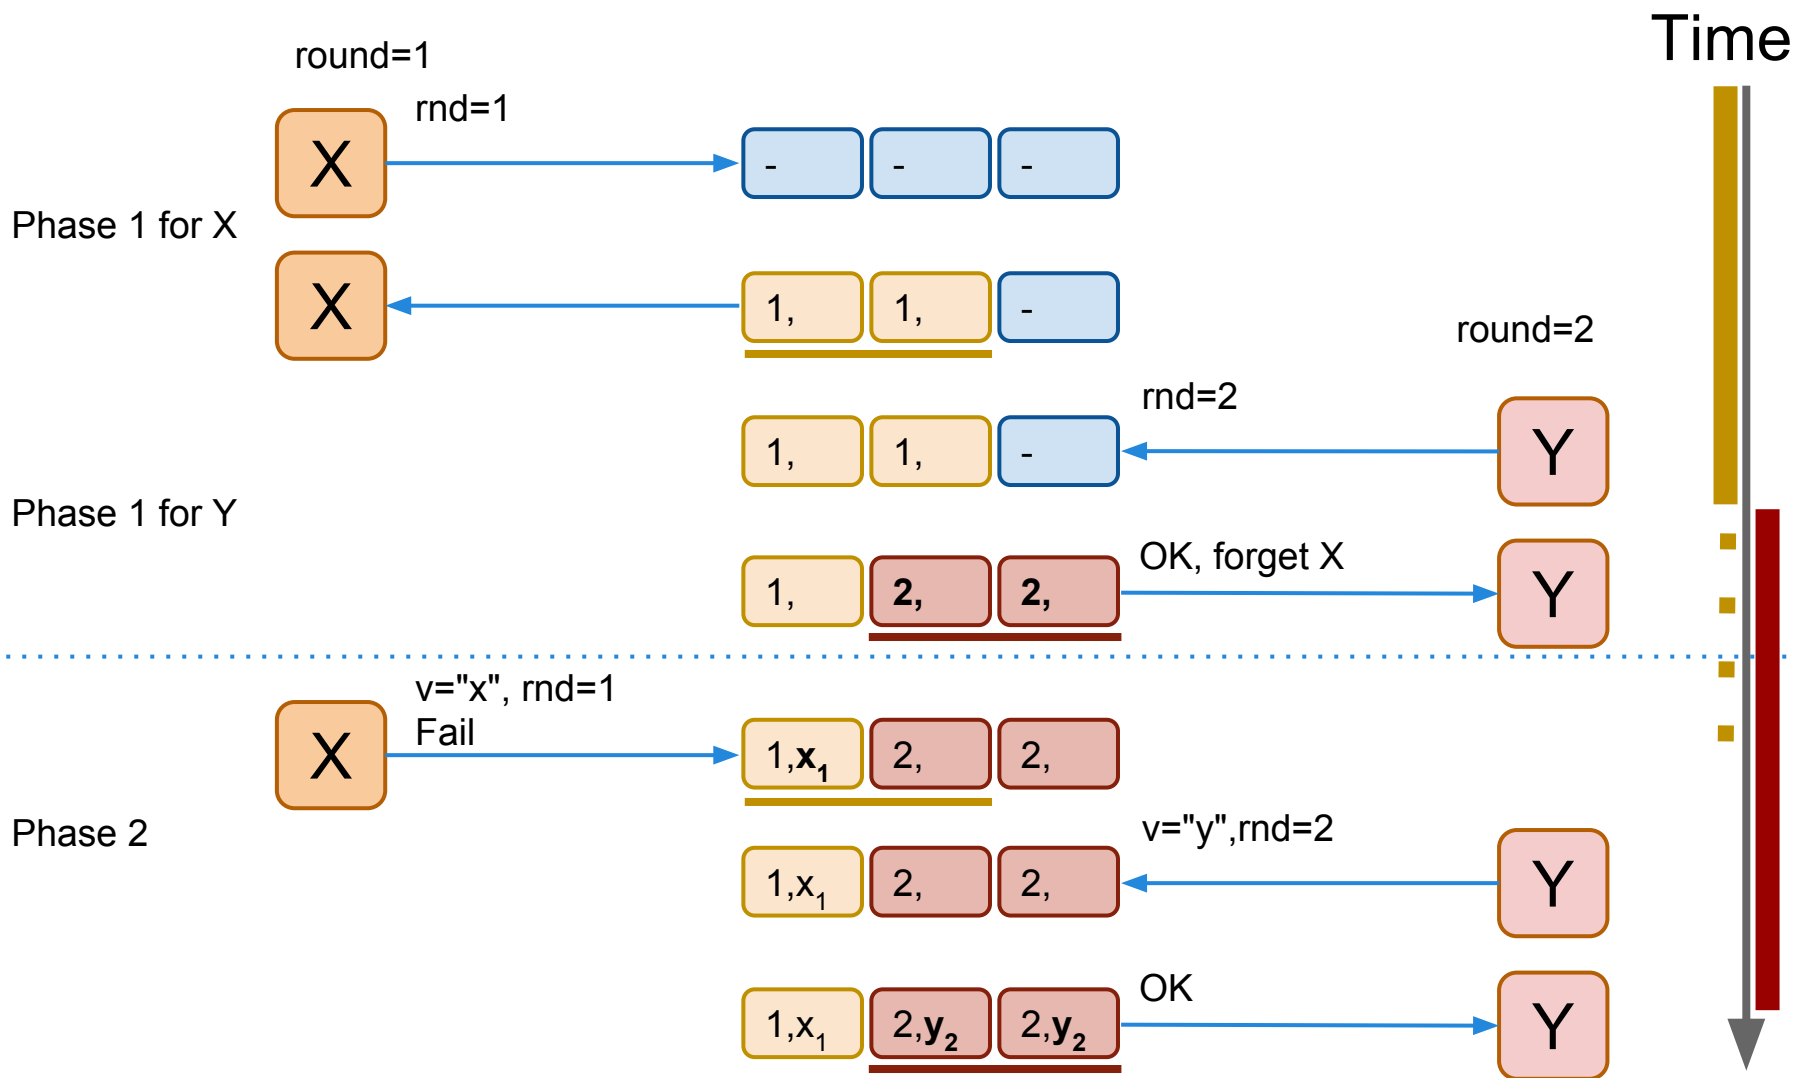 Time
round=1
rnd=1
X
- - -
Phase 1 for X
X
1, 1, -
round=2
rnd=2
1, 1, -
Y
Phase 1 for Y
OK, forget X
1, 2, 2,
Y
v="x", rnd=1
Fail
X
1,x1 2, 2,
Phase 2
v="y",rnd=2
1,x1 2, 2,
Y
OK
1,x1 2,y2 2,y2
Y